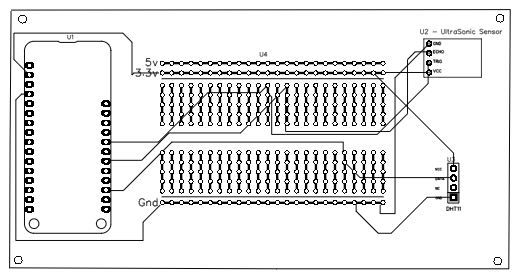 U2 - UltraSonic Sensor
U1
GND
ECHO
TRIG
VCC
U4
5v
3.3v
U3
VCC
DATA
NC
GND
Gnd
DHT11